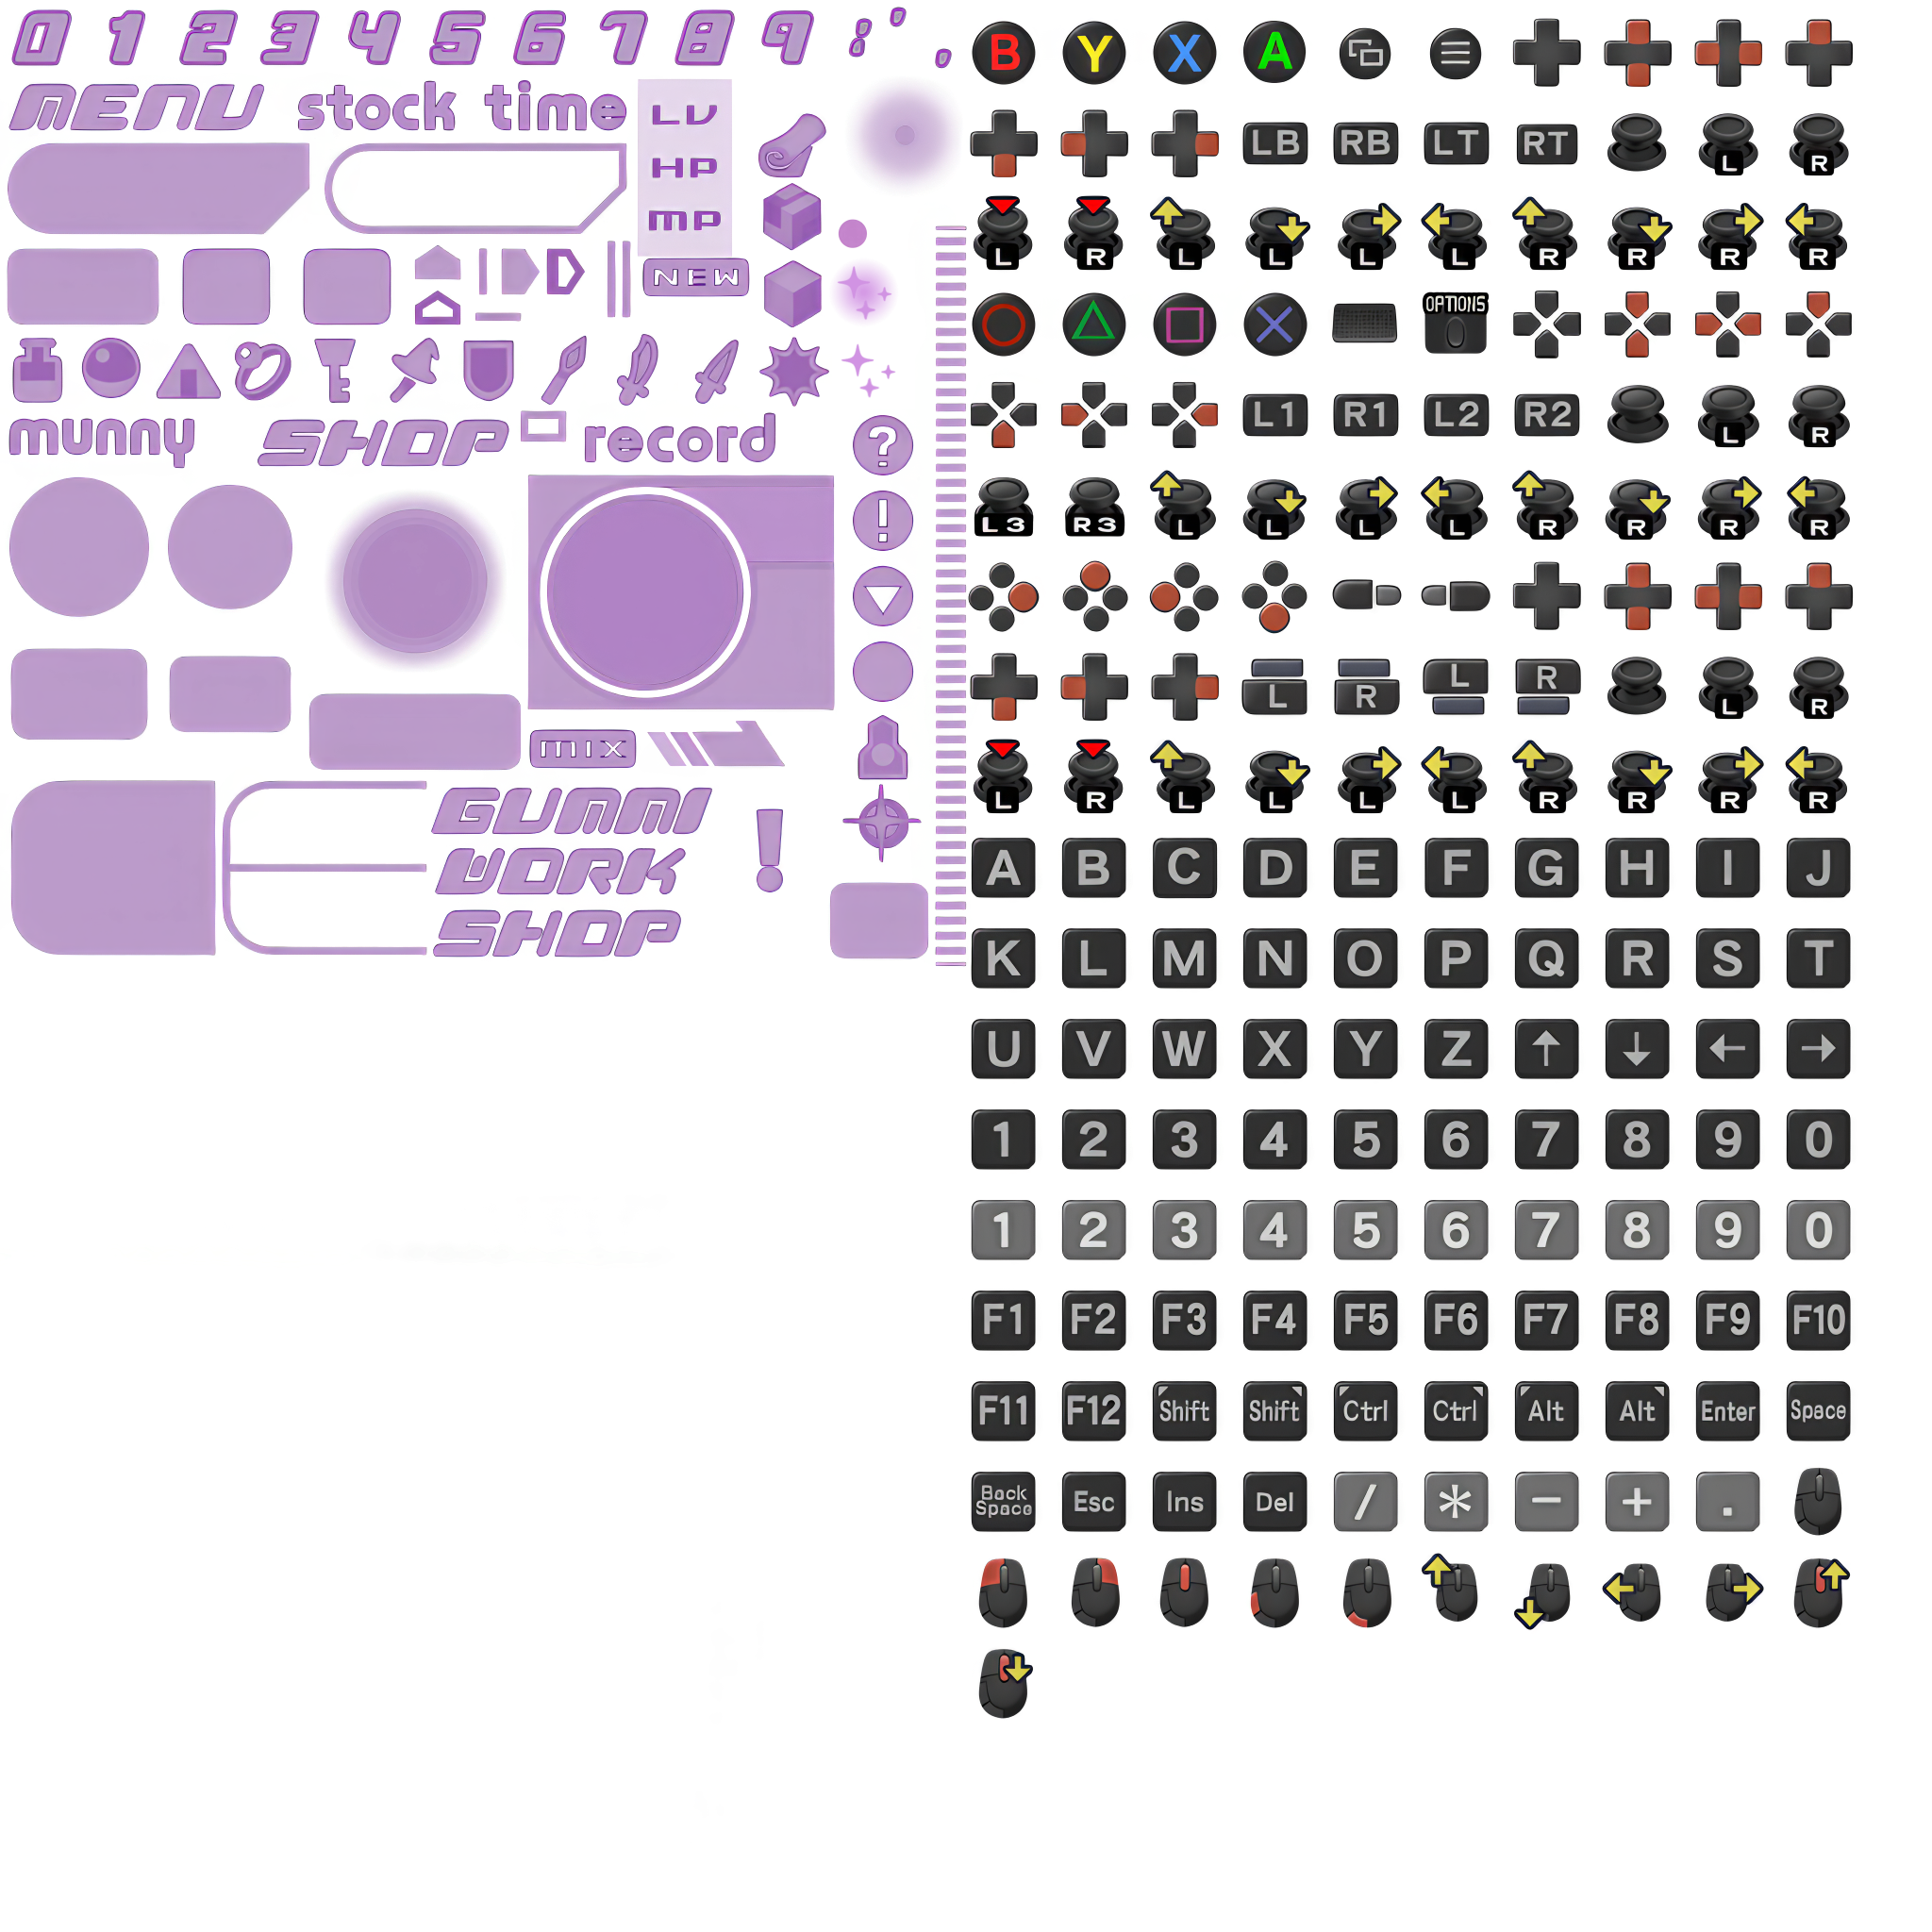 0 1 2 3 4 5 6 7 8 9 : ' .
MENU stock time
LV
HP
MP
NEW
munny SHOP record
?
!
MIX
GUMMI
WORK
SHOP
!
B Y X A
LB RB LT RT L R
L R L L L L R R R R
OPTIONS
L1 R1 L2 R2 L R
L3 R3 L L L L R R R R
L R L R L R
L R L L L L R R R R
A B C D E F G H I J
K L M N O P Q R S T
U V W X Y Z ↑ ↓ ← →
1 2 3 4 5 6 7 8 9 0
1 2 3 4 5 6 7 8 9 0
F1 F2 F3 F4 F5 F6 F7 F8 F9 F10
F11 F12 Shift Shift Ctrl Ctrl Alt Alt Enter Space
Back Space Esc Ins Del / * - + .